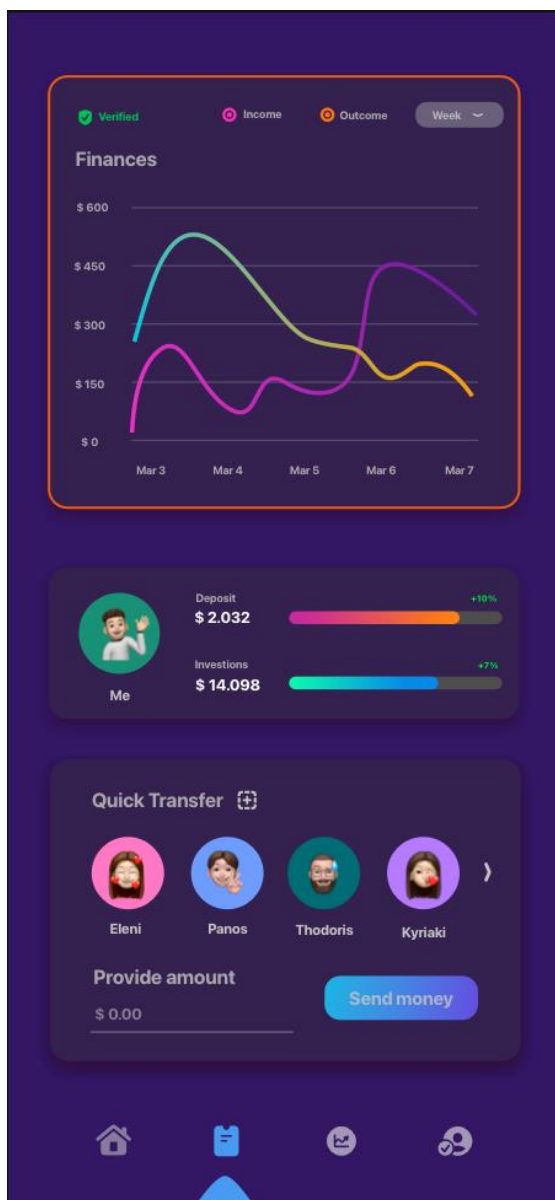 Verified
Income
Outcome
Week
Finances
$ 600
$ 450
$ 300
$ 150
$ 0
Mar 3
Mar 4
Mar 5
Mar 6
Mar 7
Deposit
+10%
$ 2.032
Investions
+7%
$ 14.098
Me
Quick Transfer
Eleni
Panos
Thodoris
Kyriaki
Provide amount
$ 0.00
Send money